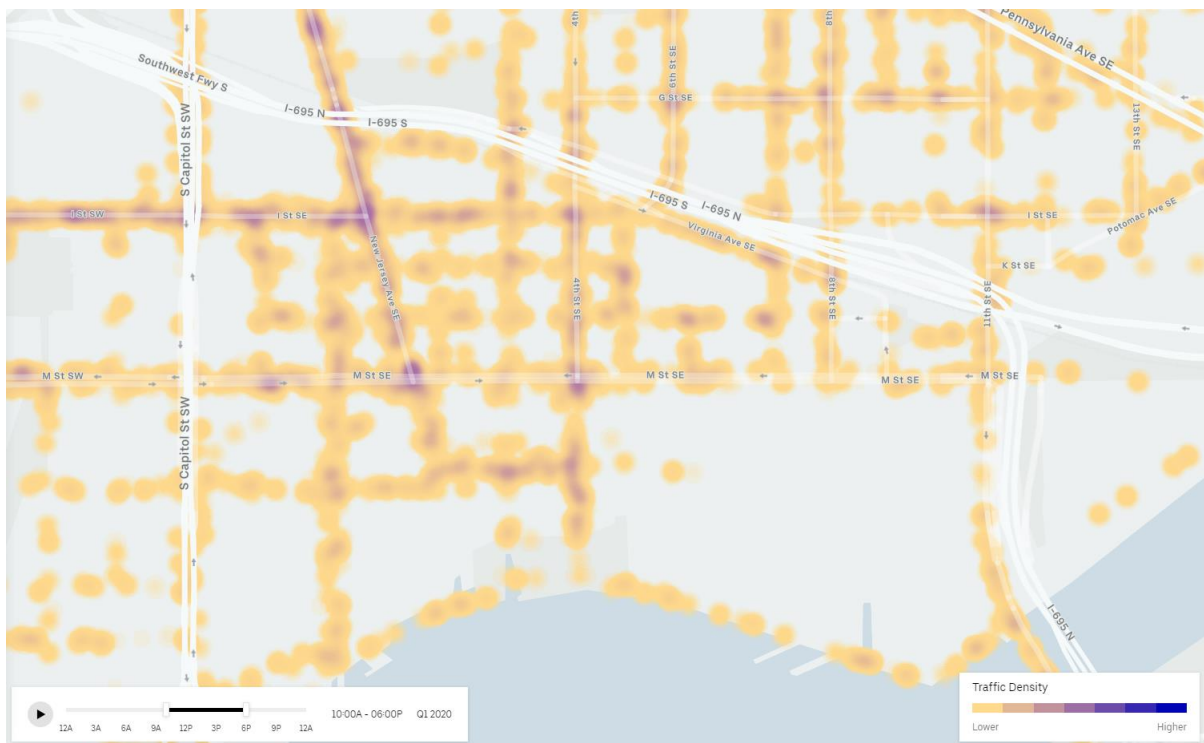 4th
8th
Pennsylvania Ave SE
Southwest Fwy S
6th St SE
G St SE
I-695 N
I-695 S
13th St SE
S Capitol St SW
I St SW
I St SE
I-695 S
I-695 N
I St SE
Potomac Ave SE
New Jersey Ave SE
Virginia Ave SE
K St SE
4th St SE
8th St SE
11th St SE
M St SW
M St SE
M St SE
M St SE
M St SE
S Capitol St SW
I-695 N
Traffic Density
Lower
Higher
10:00A - 06:00P
Q1 2020
12A
3A
6A
9A
12P
3P
6P
9P
12A